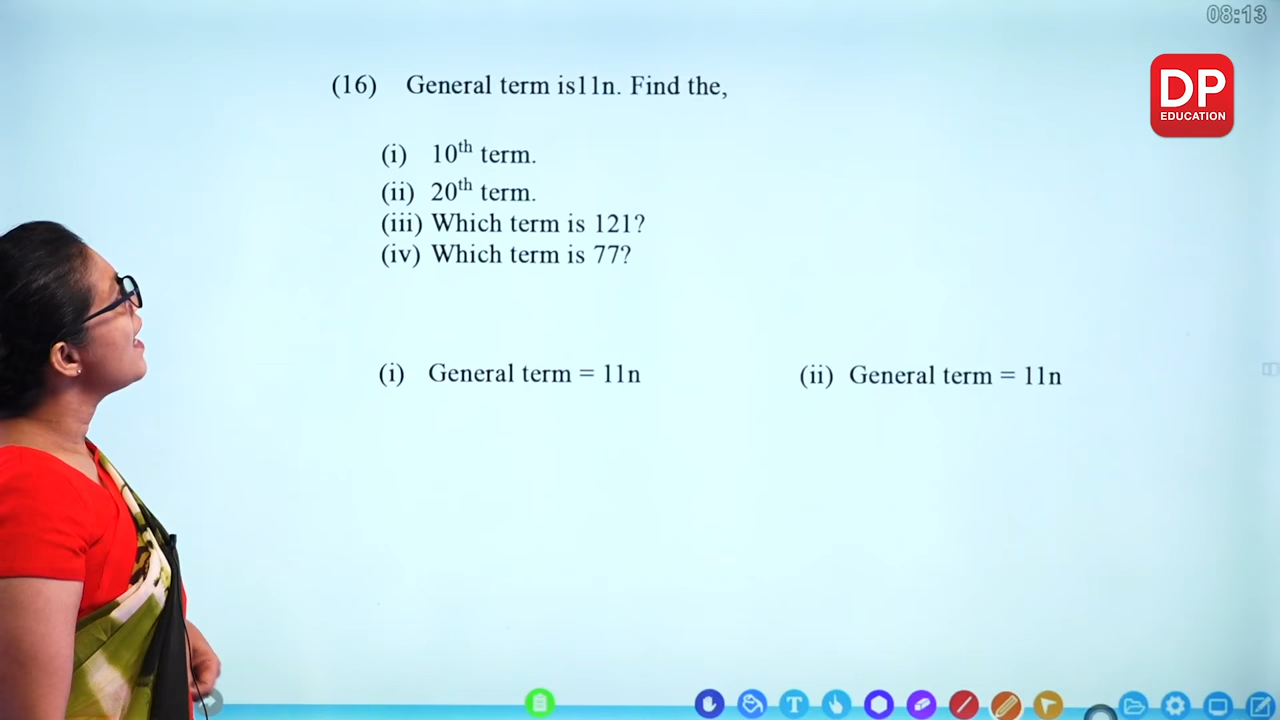 08:13
DP
EDUCATION
(16) General term is11n. Find the,
(i) 10th term.
(ii) 20th term.
(iii) Which term is 121?
(iv) Which term is 77?
(i) General term = 11n
(ii) General term = 11n